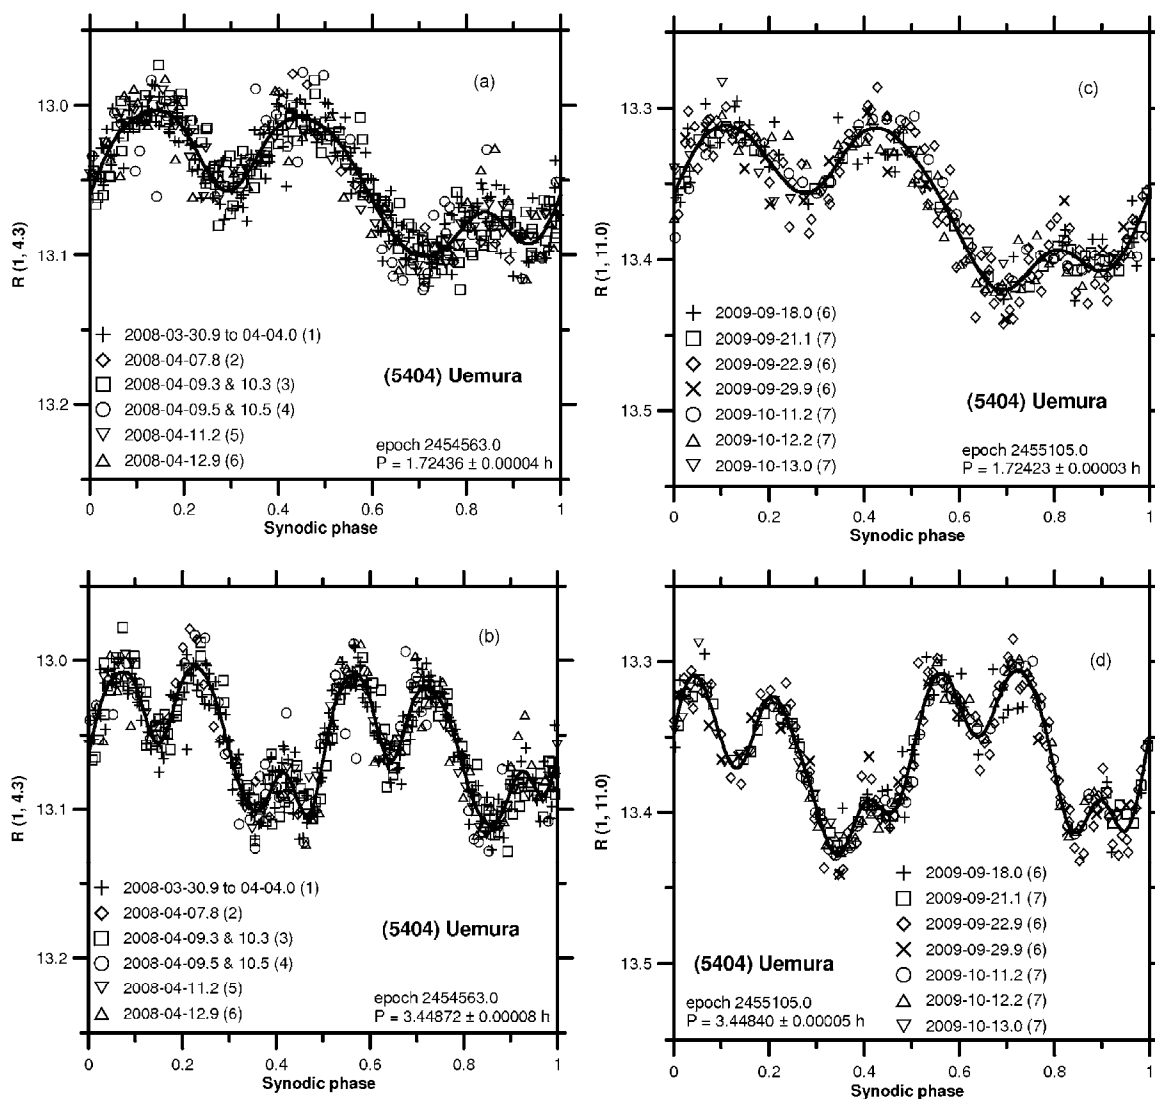 (a)
13.0
13.1
13.2
R (1, 4.3)
+ 2008-03-30.9 to 04-04.0 (1)
◇ 2008-04-07.8 (2)
□ 2008-04-09.3 & 10.3 (3)
○ 2008-04-09.5 & 10.5 (4)
▽ 2008-04-11.2 (5)
△ 2008-04-12.9 (6)
(5404) Uemura
epoch 2454563.0
P = 1.72436 ± 0.00004 h
0 0.2 0.4 0.6 0.8 1
Synodic phase
(c)
13.3
13.4
13.5
R (1, 11.0)
+ 2009-09-18.0 (6)
□ 2009-09-21.1 (7)
◇ 2009-09-22.9 (6)
× 2009-09-29.9 (6)
○ 2009-10-11.2 (7)
△ 2009-10-12.2 (7)
▽ 2009-10-13.0 (7)
(5404) Uemura
epoch 2455105.0
P = 1.72423 ± 0.00003 h
0 0.2 0.4 0.6 0.8 1
Synodic phase
(b)
13.0
13.1
13.2
R (1, 4.3)
+ 2008-03-30.9 to 04-04.0 (1)
◇ 2008-04-07.8 (2)
□ 2008-04-09.3 & 10.3 (3)
○ 2008-04-09.5 & 10.5 (4)
▽ 2008-04-11.2 (5)
△ 2008-04-12.9 (6)
(5404) Uemura
epoch 2454563.0
P = 3.44872 ± 0.00008 h
0 0.2 0.4 0.6 0.8 1
Synodic phase
(d)
13.3
13.4
13.5
R (1, 11.0)
+ 2009-09-18.0 (6)
□ 2009-09-21.1 (7)
◇ 2009-09-22.9 (6)
× 2009-09-29.9 (6)
○ 2009-10-11.2 (7)
△ 2009-10-12.2 (7)
▽ 2009-10-13.0 (7)
(5404) Uemura
epoch 2455105.0
P = 3.44840 ± 0.00005 h
0 0.2 0.4 0.6 0.8 1
Synodic phase